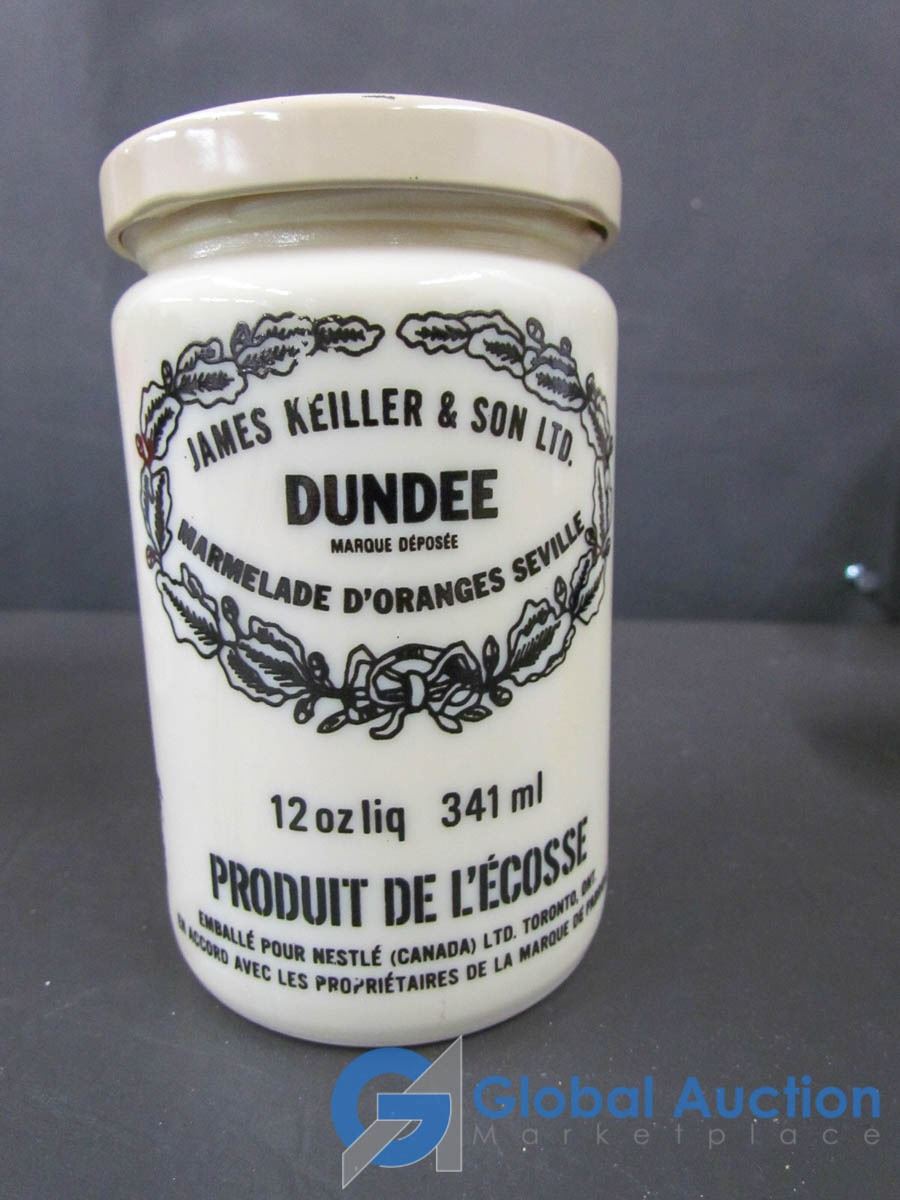 JAMES KEILLER & SON LTD.
DUNDEE
MARQUE DÉPOSÉE
MARMELADE D'ORANGES SEVILLE
12 oz liq 341 ml
PRODUIT DE L'ÉCOSSE
EMBALLÉ POUR NESTLÉ (CANADA) LTD. TORONTO, ONT.
EN ACCORD AVEC LES PROPRIÉTAIRES DE LA MARQUE DE
Global Auction
Marketplace